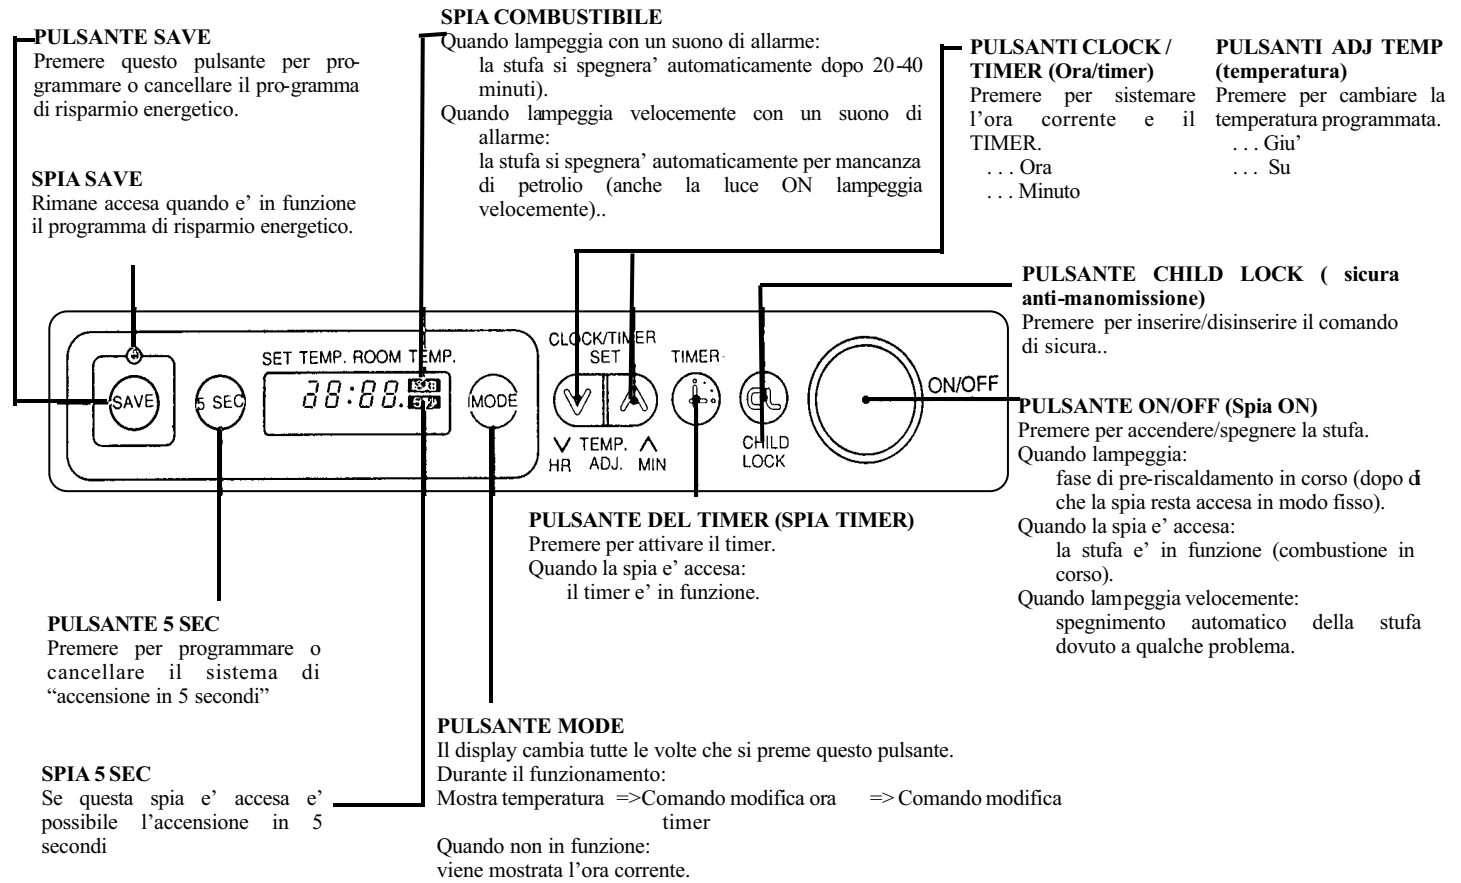 PULSANTE SAVE
Premere questo pulsante per pro-
grammare o cancellare il pro-gramma
di risparmio energetico.
SPIA SAVE
Rimane accesa quando e' in funzione
il programma di risparmio energetico.
SPIA COMBUSTIBILE
Quando lampeggia con un suono di allarme:
la stufa si spegnera' automaticamente dopo 20-40
minuti).
Quando lampeggia velocemente con un suono di
allarme:
la stufa si spegnera' automaticamente per mancanza
di petrolio (anche la luce ON lampeggia
velocemente)..
PULSANTI CLOCK /
TIMER (Ora/timer)
Premere per sistemare
l'ora corrente e il
TIMER.
. . . Ora
. . . Minuto
PULSANTI ADJ TEMP
(temperatura)
Premere per cambiare la
temperatura programmata.
. . . Giu'
. . . Su
PULSANTE CHILD LOCK ( sicura
anti-manomissione)
Premere per inserire/disinserire il comando
di sicura..
SET TEMP. ROOM TEMP.
CLOCK/TIMER
SET
TIMER
SAVE
5 SEC
88:88.
MODE
CL
ON/OFF
TEMP.
HR ADJ. MIN
CHILD
LOCK
PULSANTE ON/OFF (Spia ON)
Premere per accendere/spegnere la stufa.
Quando lampeggia:
fase di pre-riscaldamento in corso (dopo di
che la spia resta accesa in modo fisso).
Quando la spia e' accesa:
la stufa e' in funzione (combustione in
corso).
Quando lampeggia velocemente:
spegnimento automatico della stufa
dovuto a qualche problema.
PULSANTE DEL TIMER (SPIA TIMER)
Premere per attivare il timer.
Quando la spia e' accesa:
il timer e' in funzione.
PULSANTE 5 SEC
Premere per programmare o
cancellare il sistema di
“accensione in 5 secondi”
SPIA 5 SEC
Se questa spia e' accesa e'
possibile l'accensione in 5
secondi
PULSANTE MODE
Il display cambia tutte le volte che si preme questo pulsante.
Durante il funzionamento:
Mostra temperatura =>Comando modifica ora => Comando modifica
timer
Quando non in funzione:
viene mostrata l'ora corrente.